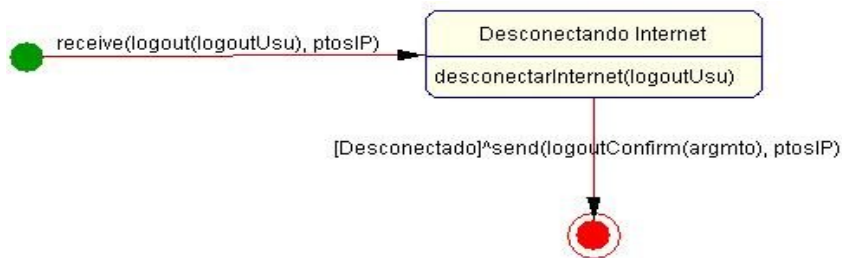 receive(logout(logoutUsu), ptosIP)
Desconectando Internet
desconectarInternet(logoutUsu)
[Desconectado]^send(logoutConfirm(argmto), ptosIP)